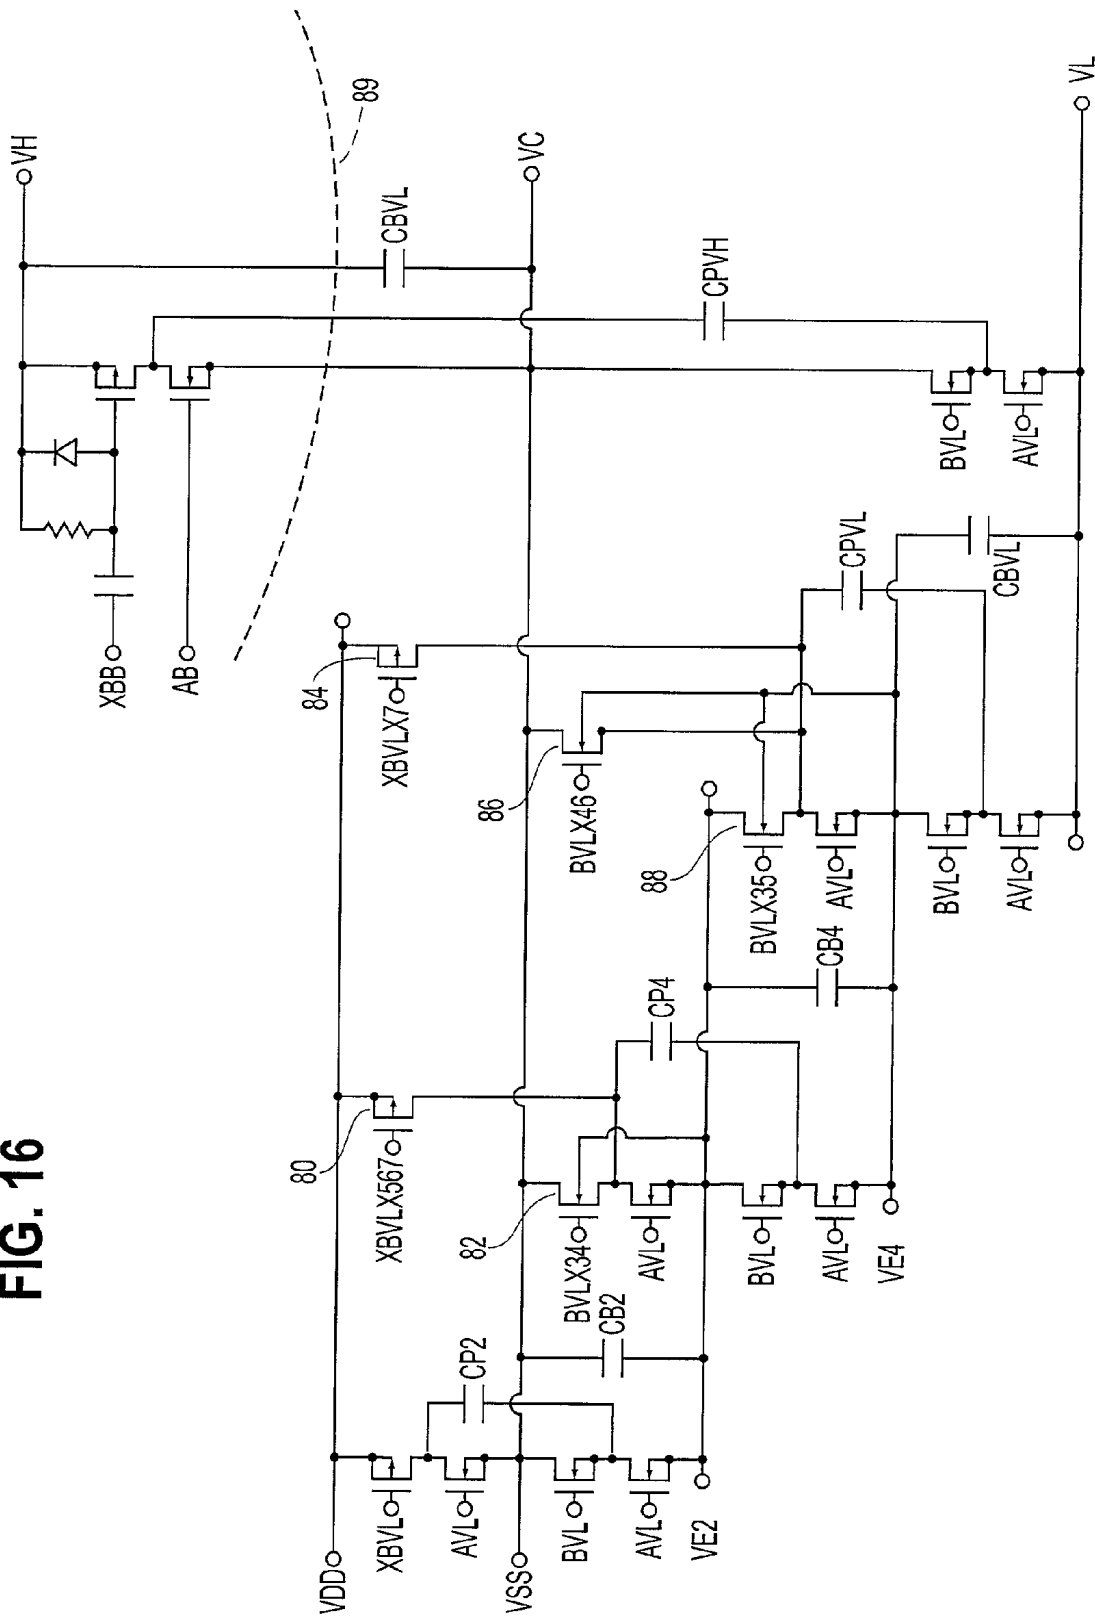 FIG. 16
VH
XBB
AB
89
CBVL
VC
CPVH
BVL
AVL
VL
84
XBVLX7
86
BVLX46
88
BVLX35
AVL
CPVL
CBVL
BVL
AVL
80
XBVLX567
82
BVLX34
AVL
CP4
CB4
BVL
AVL
VE4
VDD
XBVL
AVL
CP2
VSS
CB2
BVL
AVL
VE2